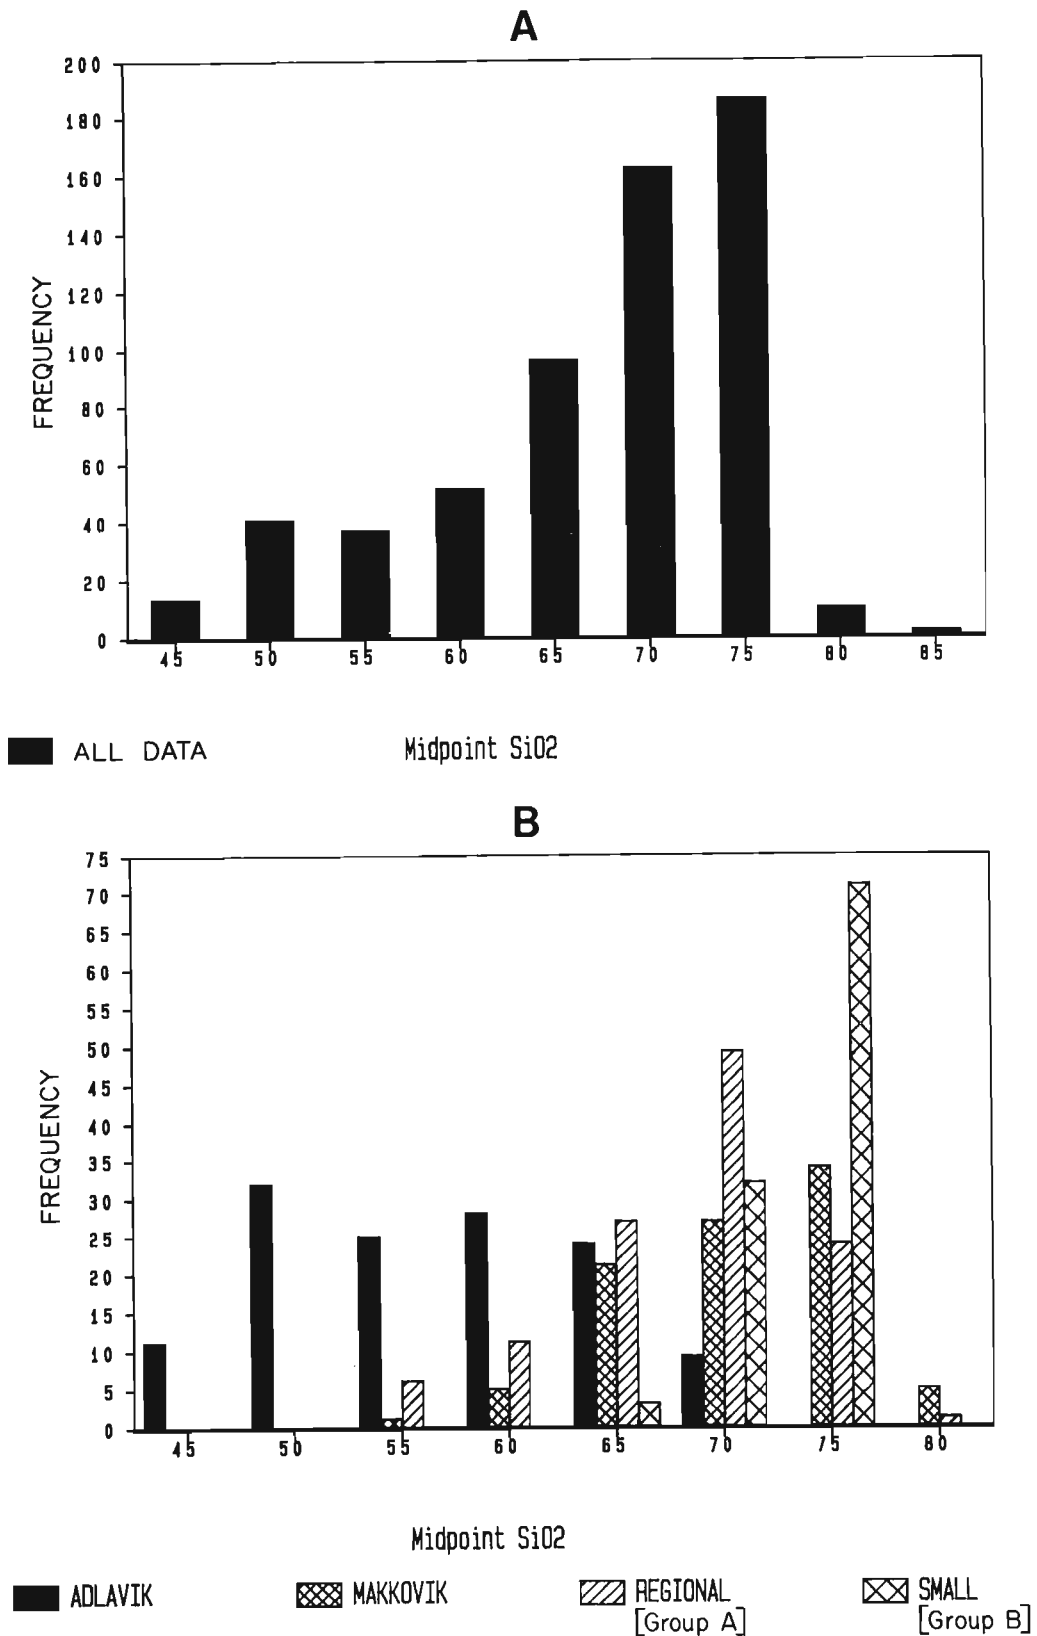 A
200
180
160
140
120
100
80
60
40
20
0
FREQUENCY
45 50 55 60 65 70 75 80 85
ALL DATA
Midpoint SiO2
B
75
70
65
60
55
50
45
40
35
30
25
20
15
10
5
0
FREQUENCY
45 50 55 60 65 70 75 80
Midpoint SiO2
ADLAVIK
MAKKOVIK
REGIONAL
[Group A]
SMALL
[Group B]